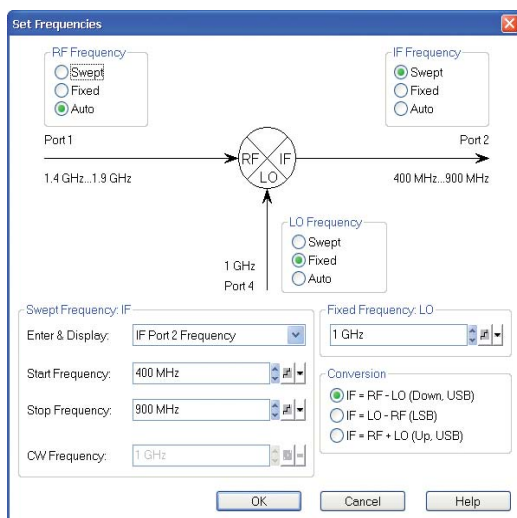 Set Frequencies
RF Frequency
Swept
Fixed
Auto
IF Frequency
Swept
Fixed
Auto
Port 1
Port 2
RF
IF
LO
1.4 GHz...1.9 GHz
400 MHz...900 MHz
LO Frequency
Swept
Fixed
Auto
1 GHz
Port 4
Swept Frequency: IF
Enter & Display:
IF Port 2 Frequency
Start Frequency:
400 MHz
Stop Frequency:
900 MHz
CW Frequency:
1 GHz
Fixed Frequency: LO
1 GHz
Conversion
IF = RF - LO (Down, USB)
IF = LO - RF (LSB)
IF = RF + LO (Up, USB)
OK
Cancel
Help